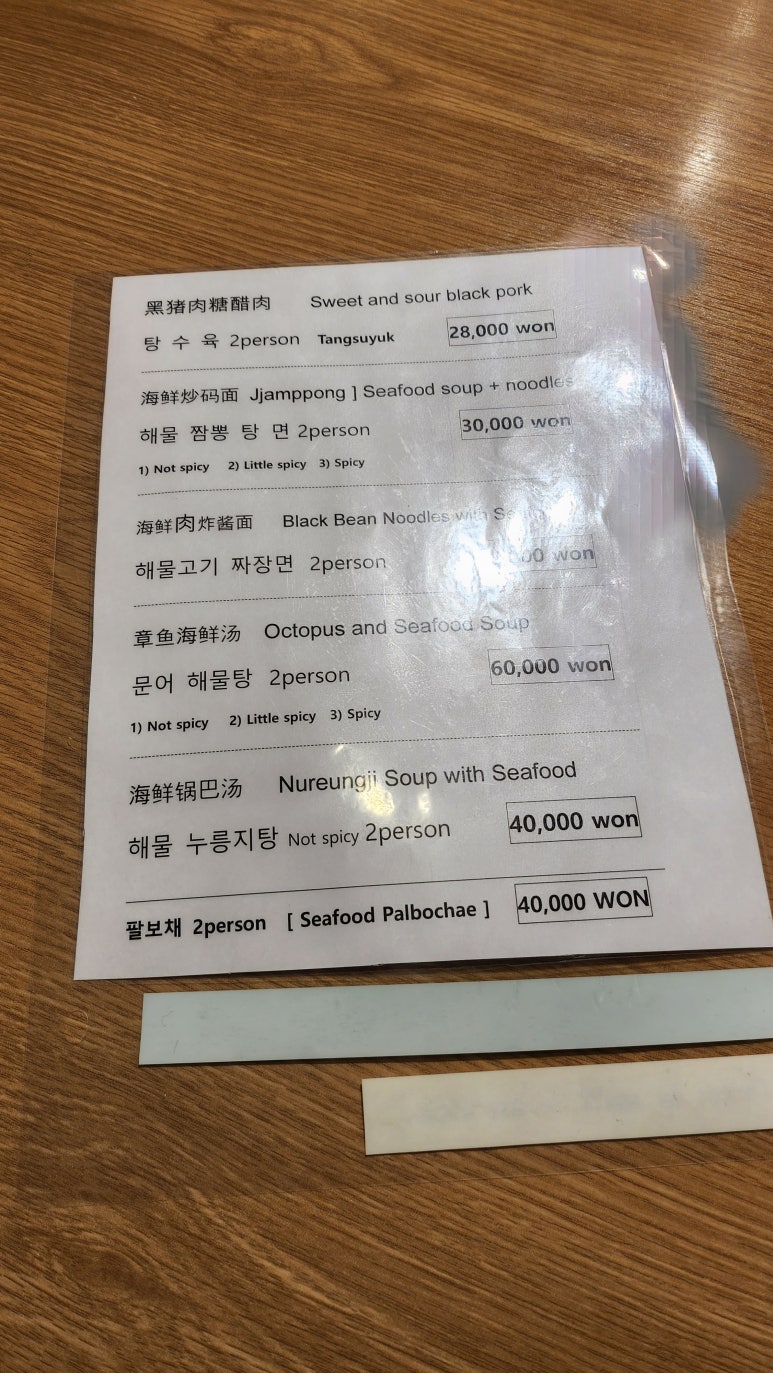 黑猪肉糖醋肉 Sweet and sour black pork
탕 수 육 2person Tangsuyuk 28,000 won
海鲜炒码面 Jjamppong ] Seafood soup + noodles
해물 짬뽕 탕 면 2person 30,000 won
1) Not spicy 2) Little spicy 3) Spicy
海鲜肉炸酱面 Black Bean Noodles with
해물고기 짜장면 2person won
章鱼海鲜汤 Octopus and Seafood Soup
문어 해물탕 2person 60,000 won
1) Not spicy 2) Little spicy 3) Spicy
海鲜锅巴汤 Nureungji Soup with Seafood
해물 누룽지탕 Not spicy 2person 40,000 won
팔보채 2person [ Seafood Palbochae ] 40,000 WON